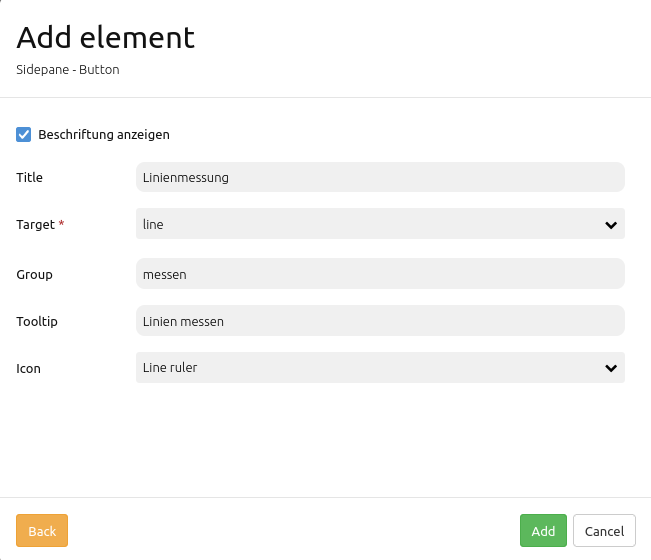 Add element
Sidepane - Button
Beschriftung anzeigen
Title
Linienmessung
Target *
line
Group
messen
Tooltip
Linien messen
Icon
Line ruler
Back
Add
Cancel